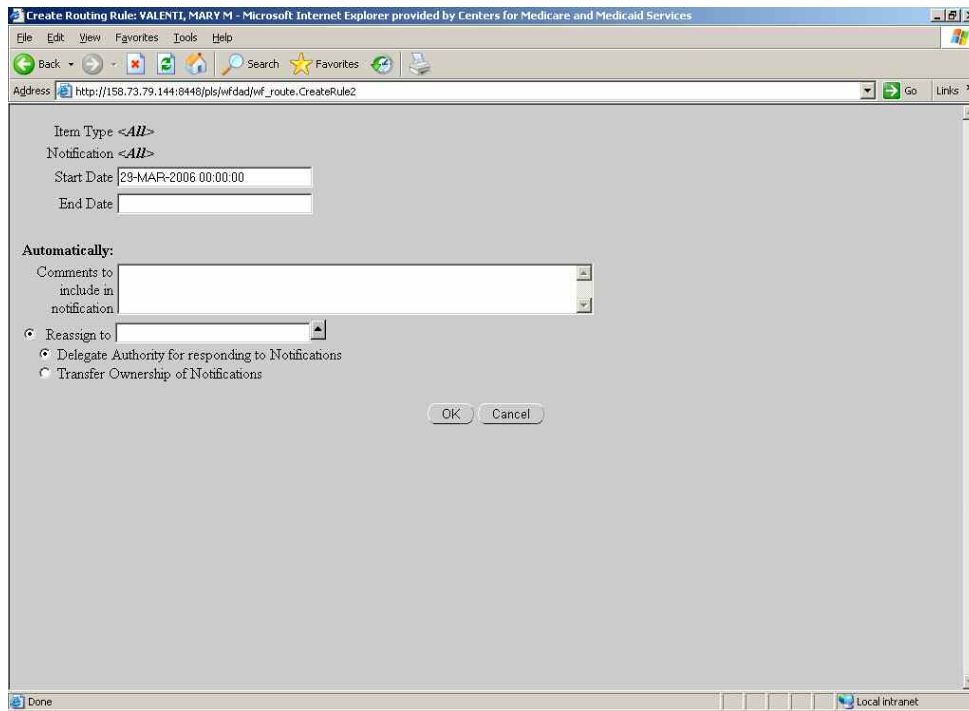 Create Routing Rule: VALENTI, MARY M - Microsoft Internet Explorer provided by Centers for Medicare and Medicaid Services
File Edit View Favorites Tools Help
Back Search Favorites
Address http://158.73.79.144:8448/pls/wfdad/wf_route.CreateRule2 Go Links
Item Type <All>
Notification <All>
Start Date 29-MAR-2006 00:00:00
End Date
Automatically:
Comments to
include in
notification
Reassign to
Delegate Authority for responding to Notifications
Transfer Ownership of Notifications
OK Cancel
Done Local intranet